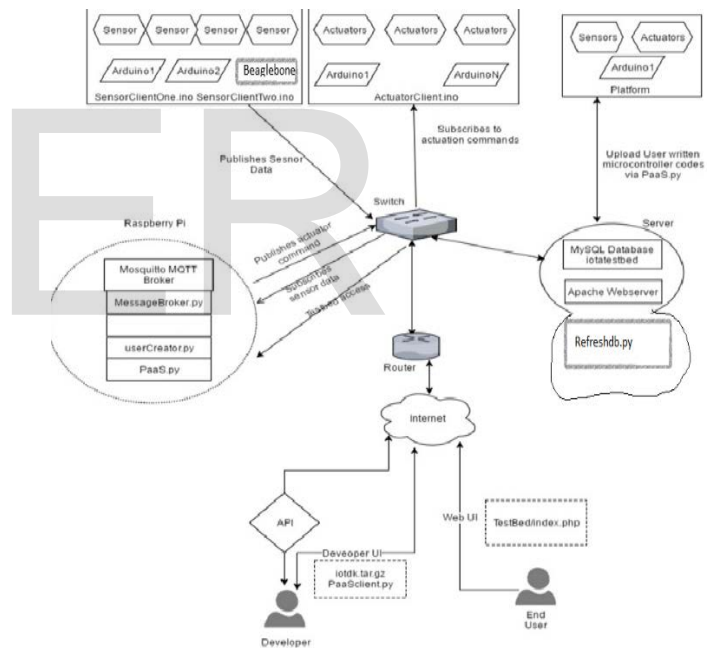 Sensor Sensor Sensor Sensor
Arduino1 Arduino2 Beaglebone
SensorClientOne.ino SensorClientTwo.ino
Actuators Actuators Actuators
Arduino1 ArduinoN
ActuatorClient.ino
Sensors Actuators
Arduino1
Platform
Publishes Sesnor
Data
Subscribes to
actuation commands
Upload User written
microcontroller codes
via PaaS.py
Switch
Raspberry Pi
Mosquitto MQTT
Broker
MessageBroker.py
userCreator.py
PaaS.py
Publishes actuator
command
Subscribes
sensor data
Testbed access
Server
MySQL Database
iotatestbed
Apache Webserver
Refreshdb.py
Router
Internet
API
Deveoper UI
iotdk.tar.gz
PaaSclient.py
Web UI
TestBed/index.php
Developer
End
User
ER